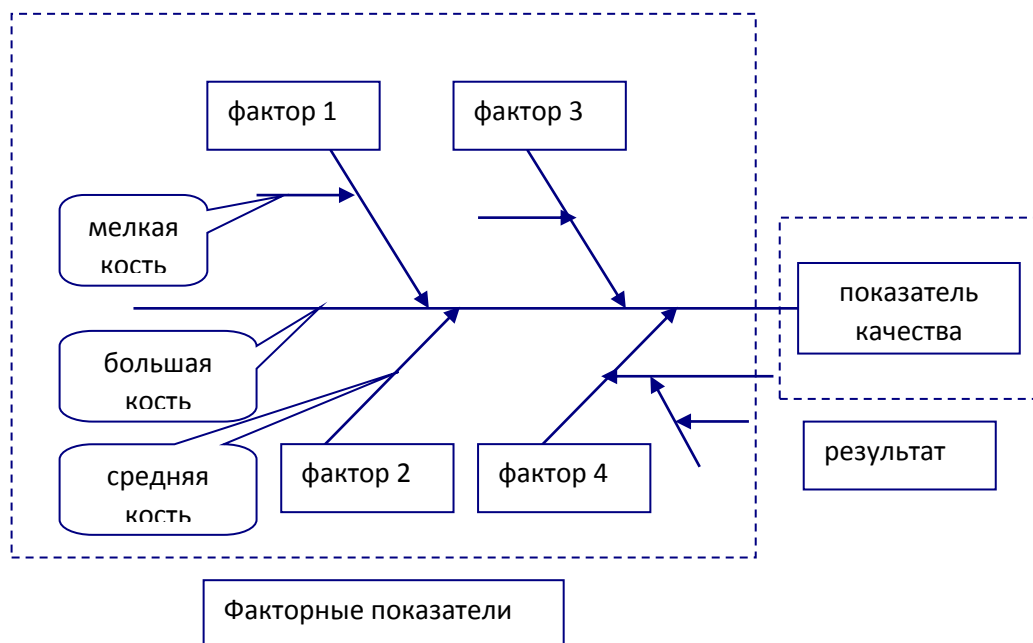 фактор 1
фактор 3
мелкая
кость
показатель
качества
большая
кость
средняя
кость
фактор 2
фактор 4
результат
Факторные показатели